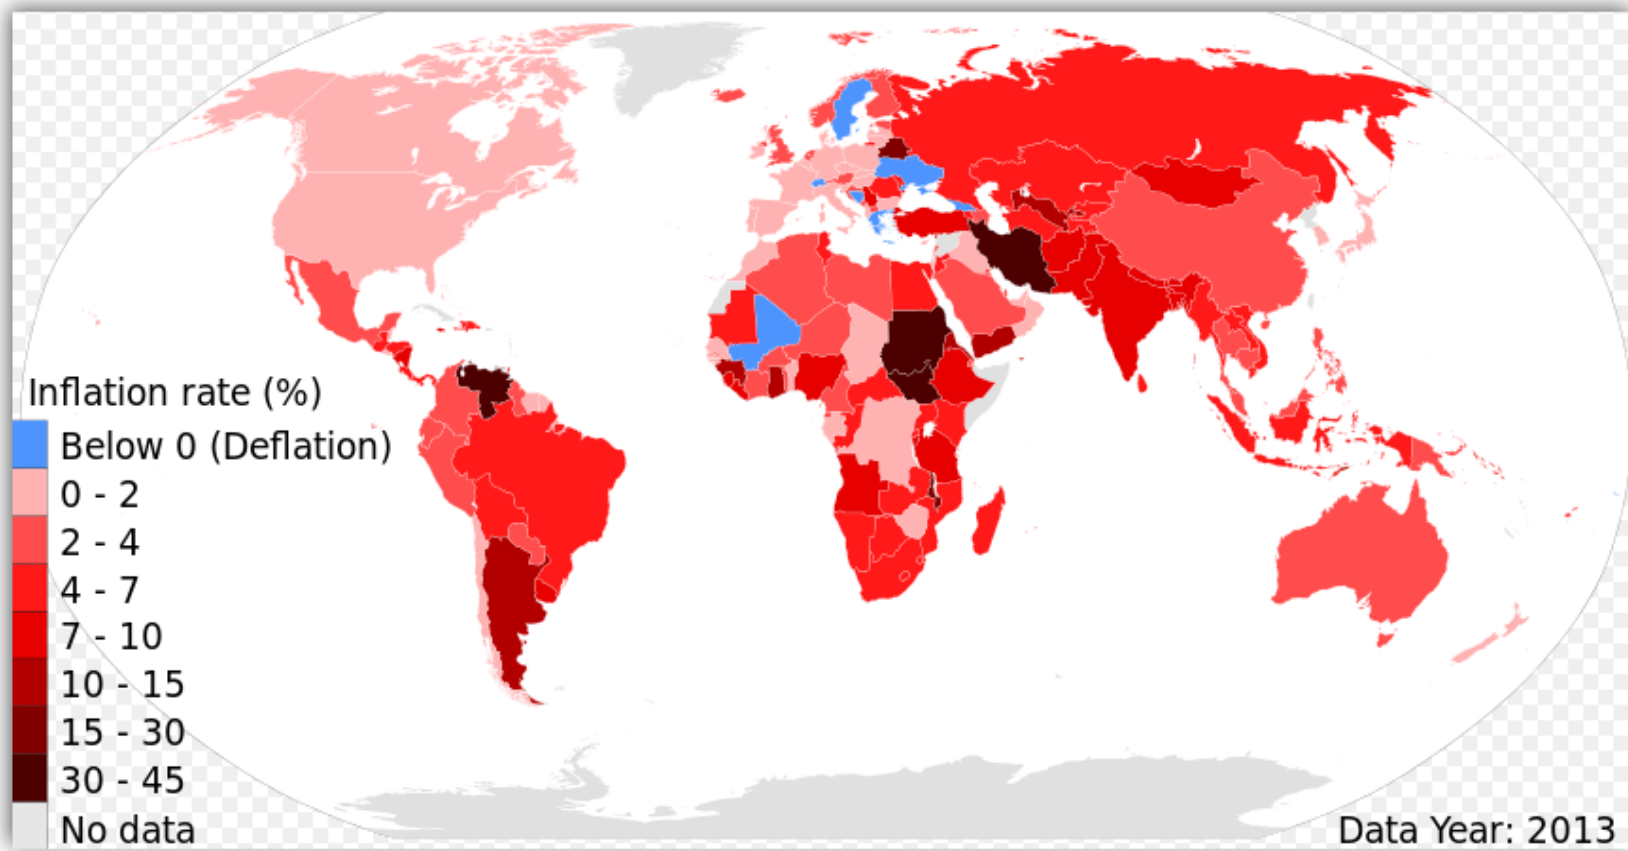 Inflation rate (%)
Below 0 (Deflation)
0 - 2
2 - 4
4 - 7
7 - 10
10 - 15
15 - 30
30 - 45
No data
Data Year: 2013